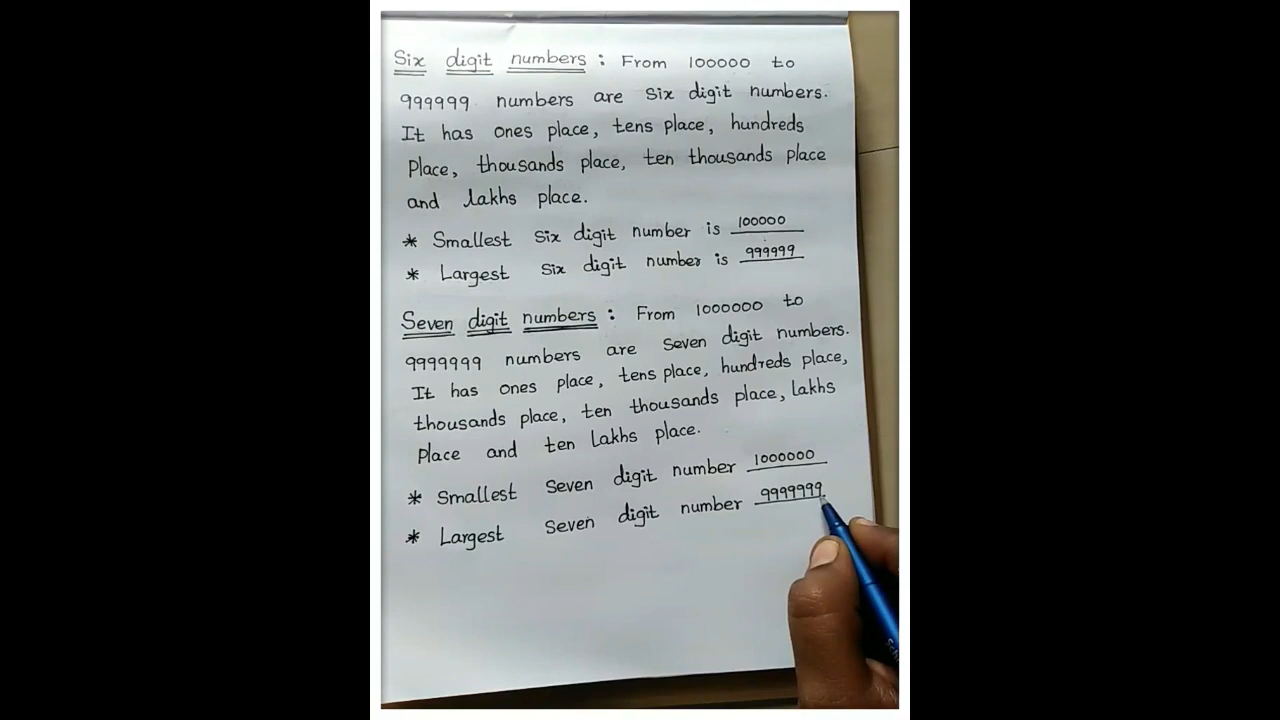 Six digit numbers : From 100000 to
999999 numbers are six digit numbers.
It has ones place, tens place, hundreds
Place, thousands place, ten thousands place
and lakhs place.
* Smallest six digit number is 100000
* Largest six digit number is 999999
Seven digit numbers : From 1000000 to
9999999 numbers are seven digit numbers.
It has ones place, tens place, hundreds place,
thousands place, ten thousands place, lakhs
Place and ten lakhs place.
* Smallest seven digit number 1000000
* Largest seven digit number 9999999.